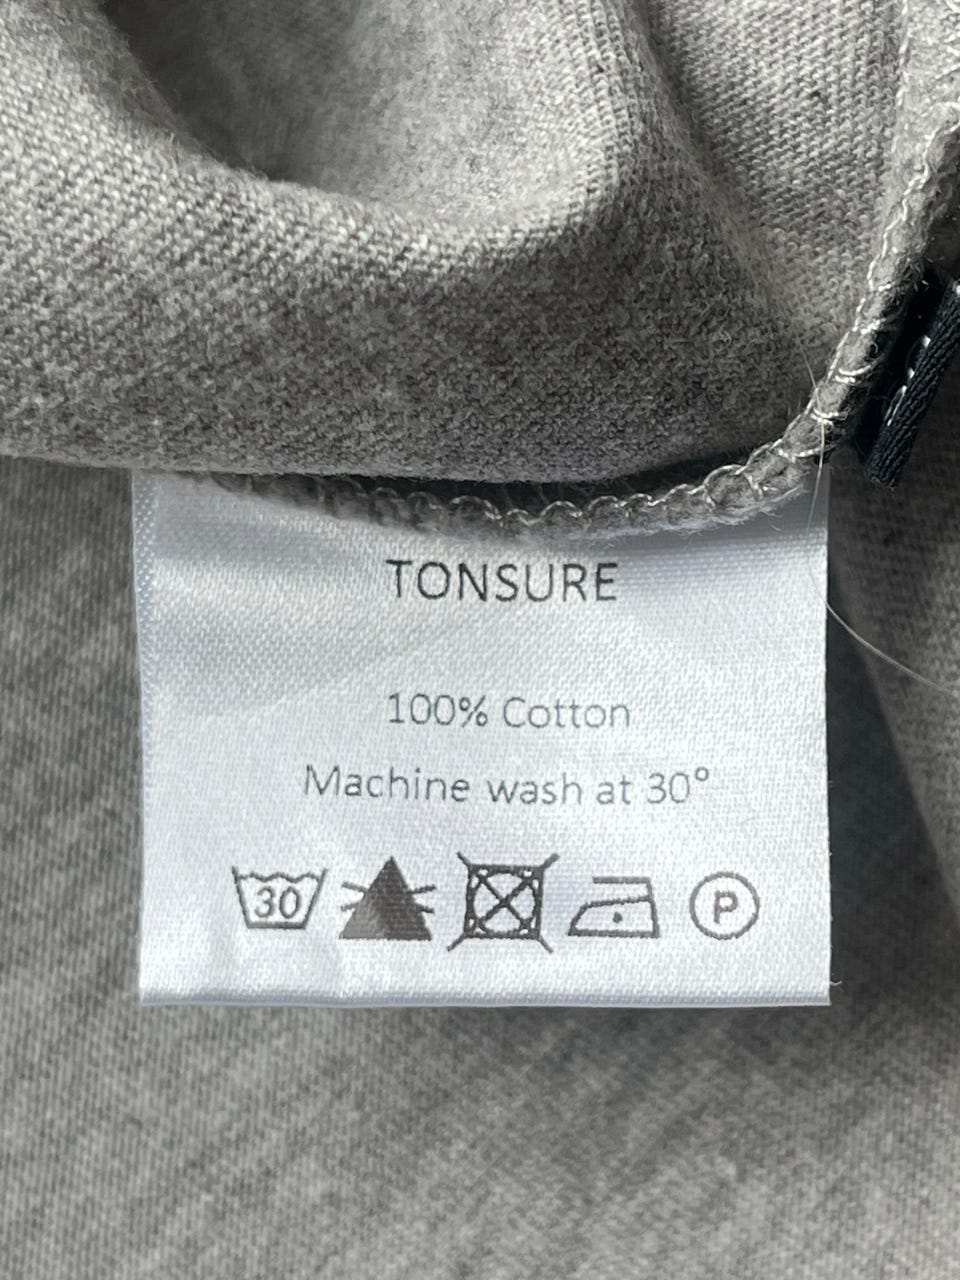 TONSURE
100% Cotton
Machine wash at 30°
30 P